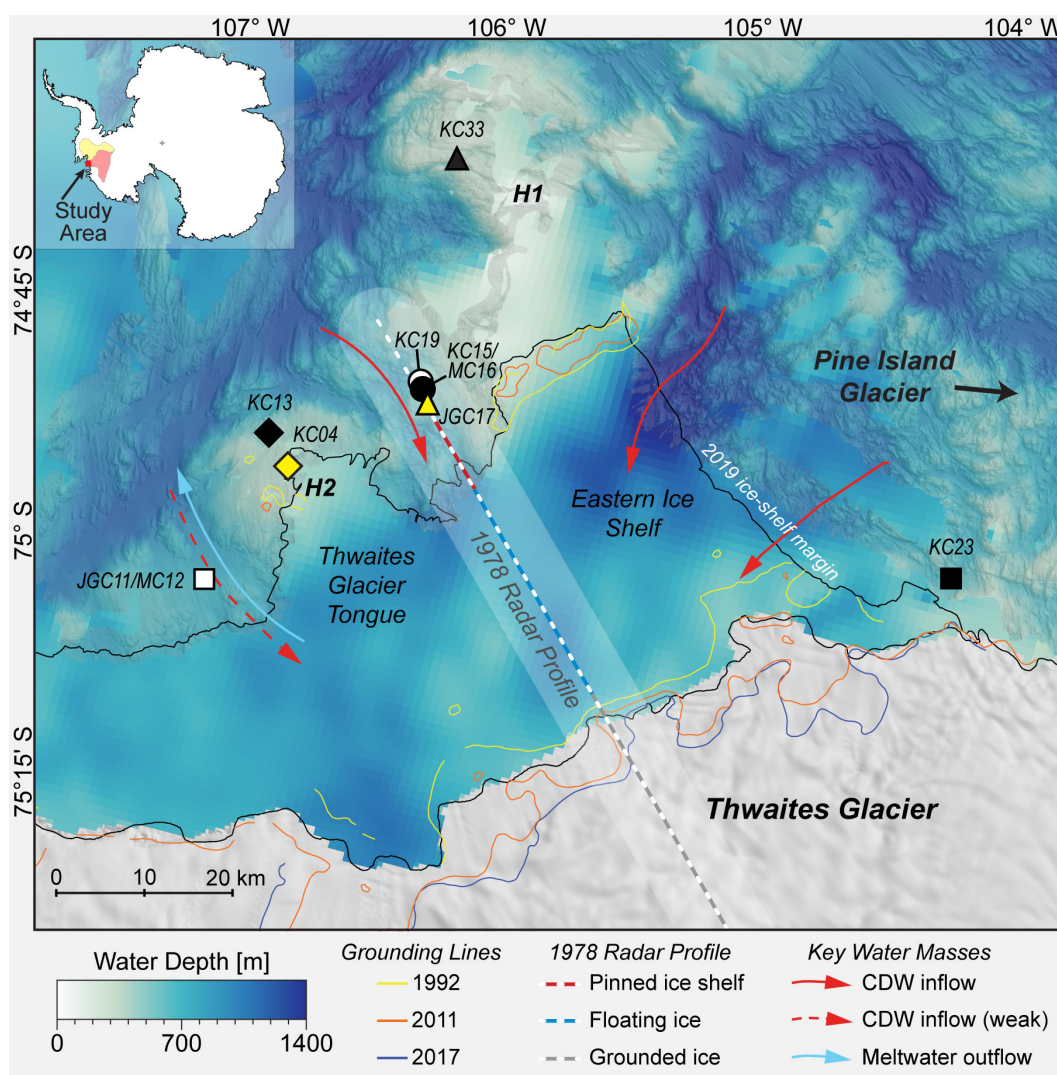 107° W
106° W
105° W
104° W
Study
Area
KC33
H1
74°45' S
KC19
KC15/
MC16
JGC17
Pine Island
Glacier
KC13
KC04
H2
2019 ice-shelf margin
Eastern Ice
Shelf
75° S
KC23
JGC11/MC12
Thwaites
Glacier
Tongue
1978 Radar Profile
75°15' S
Thwaites Glacier
0 10 20 km
Water Depth [m]
0 700 1400
Grounding Lines
1992
2011
2017
1978 Radar Profile
Pinned ice shelf
Floating ice
Grounded ice
Key Water Masses
CDW inflow
CDW inflow (weak)
Meltwater outflow